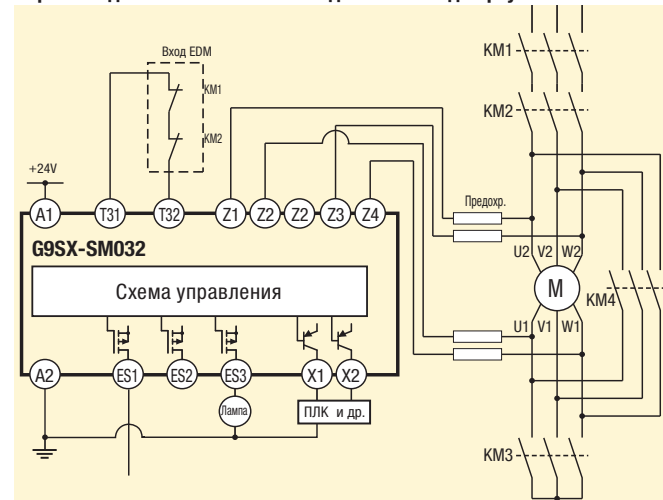 Вход EDM
KM1
KM2
+24V
A1
T31
T32
Z1
Z2
Z2
Z3
Z4
G9SX-SM032
Схема управления
A2
ES1
ES2
ES3
X1
X2
Лампа
ПЛК и др.
KM1
KM2
Предохр.
U2 V2 W2
M
KM4
U1 V1 W1
KM3